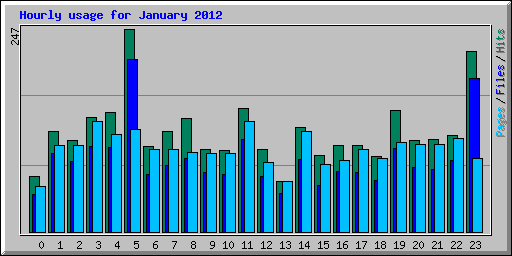 Hourly usage for January 2012
247
Pages/Files/Hits
0 1 2 3 4 5 6 7 8 9 10 11 12 13 14 15 16 17 18 19 20 21 22 23